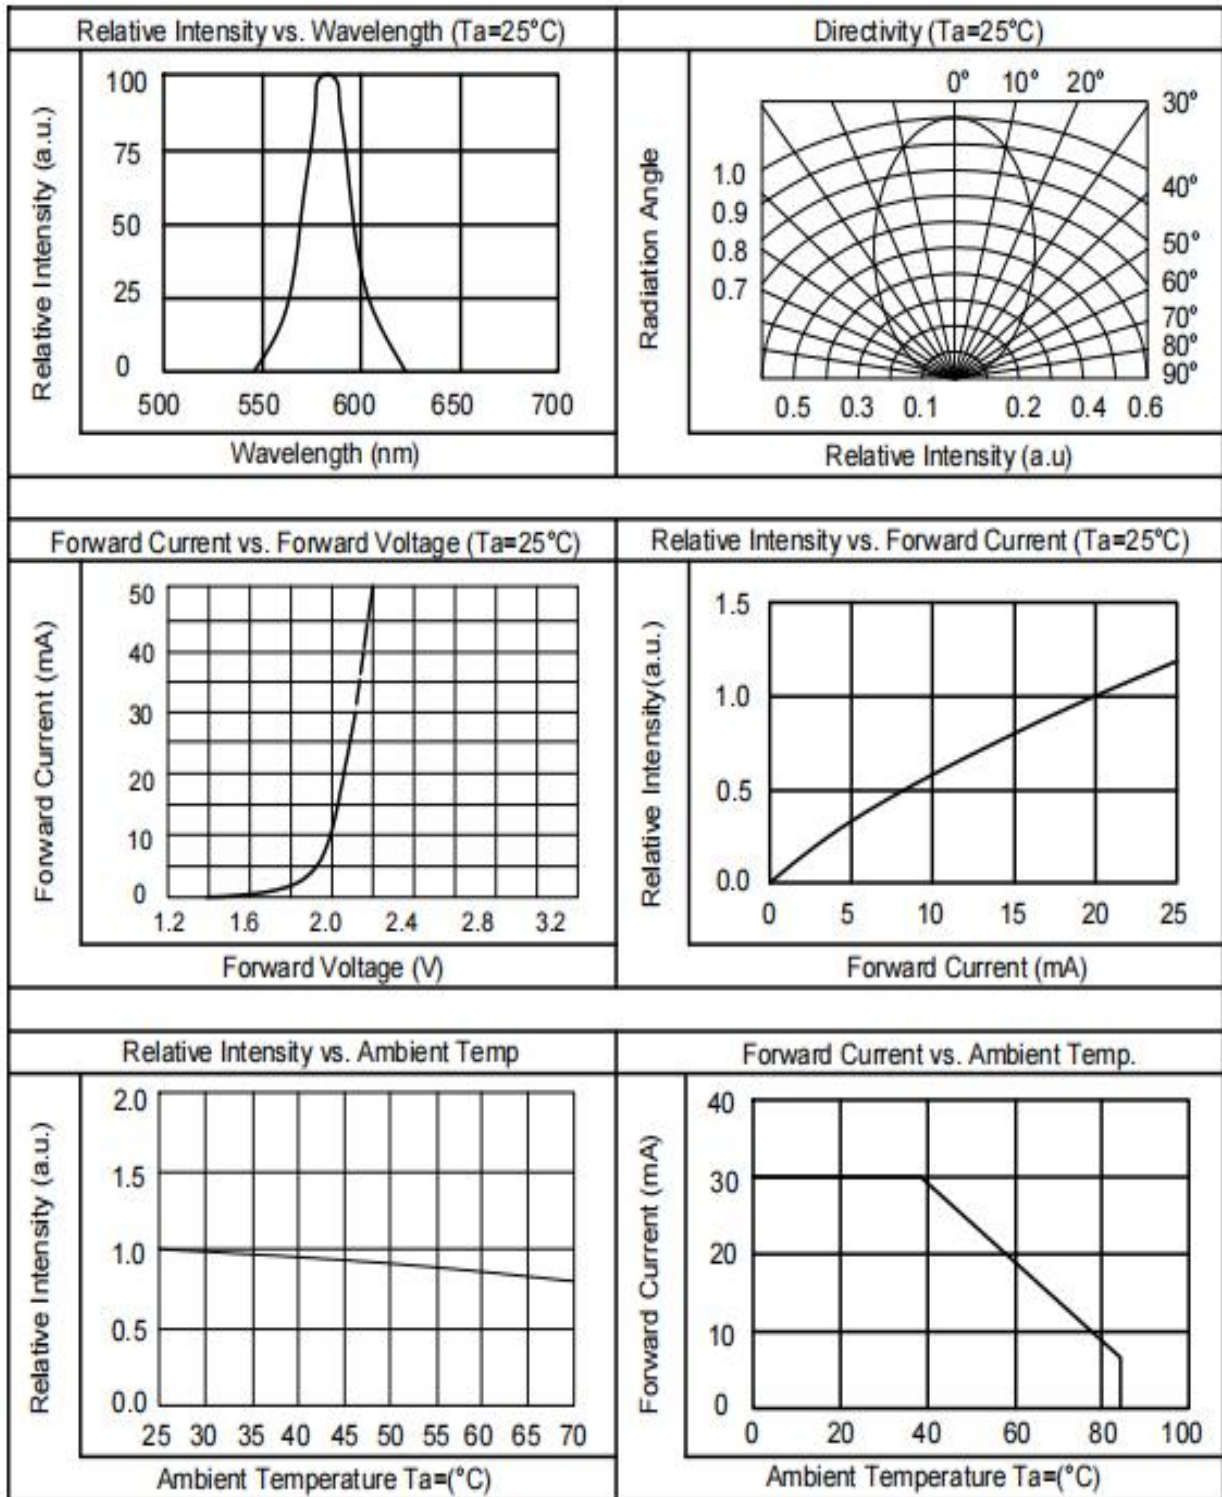 Relative Intensity vs. Wavelength (Ta=25°C)
Relative Intensity (a.u.)
100
75
50
25
0
500 550 600 650 700
Wavelength (nm)
Directivity (Ta=25°C)
Radiation Angle
0° 10° 20°
30°
40°
50°
60°
70°
80°
90°
1.0
0.9
0.8
0.7
0.5 0.3 0.1 0.2 0.4 0.6
Relative Intensity (a.u)
Forward Current vs. Forward Voltage (Ta=25°C)
Forward Current (mA)
50
40
30
20
10
0
1.2 1.6 2.0 2.4 2.8 3.2
Forward Voltage (V)
Relative Intensity vs. Forward Current (Ta=25°C)
Relative Intensity(a.u.)
1.5
1.0
0.5
0.0
0 5 10 15 20 25
Forward Current (mA)
Relative Intensity vs. Ambient Temp
Relative Intensity (a.u.)
2.0
1.5
1.0
0.5
0.0
25 30 35 40 45 50 55 60 65 70
Ambient Temperature Ta=(°C)
Forward Current vs. Ambient Temp.
Forward Current (mA)
40
30
20
10
0
0 20 40 60 80 100
Ambient Temperature Ta=(°C)